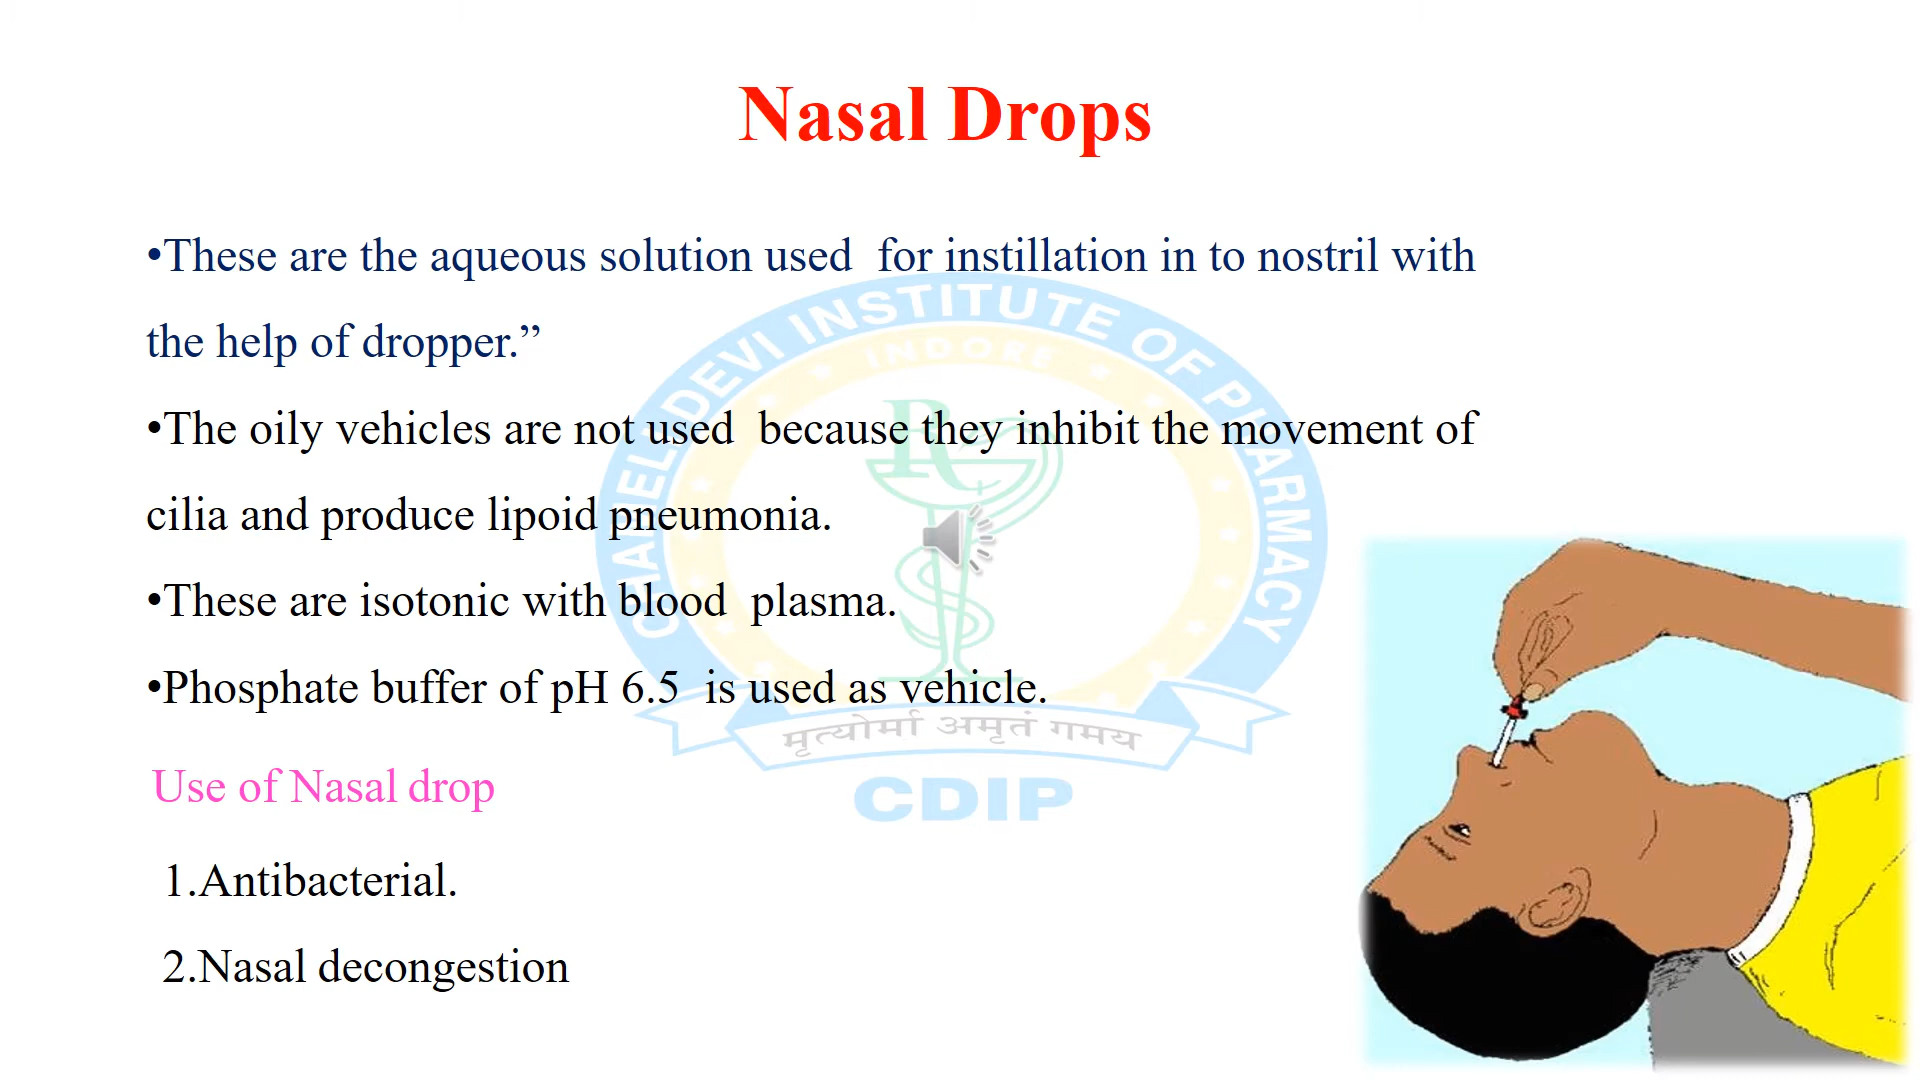 Nasal Drops
•These are the aqueous solution used  for instillation in to nostril with
the help of dropper.”
•The oily vehicles are not used  because they inhibit the movement of
cilia and produce lipoid pneumonia.
•These are isotonic with blood  plasma.
•Phosphate buffer of pH 6.5  is used as vehicle.
Use of Nasal drop
1.Antibacterial.
2.Nasal decongestion
CHAMELI DEVI INSTITUTE OF PHARMACY
INDORE
Rx
मृत्योर्मा अमृतं गमय
CDIP